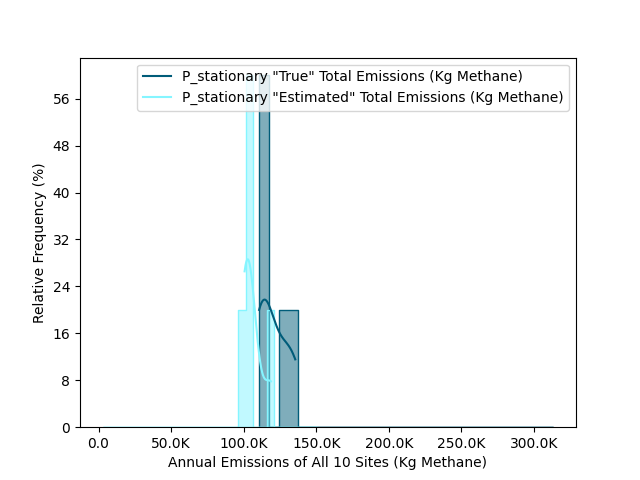 P_stationary "True" Total Emissions (Kg Methane)
P_stationary "Estimated" Total Emissions (Kg Methane)
56
48
40
32
24
16
8
0
Relative Frequency (%)
0.0 50.0K 100.0K 150.0K 200.0K 250.0K 300.0K
Annual Emissions of All 10 Sites (Kg Methane)